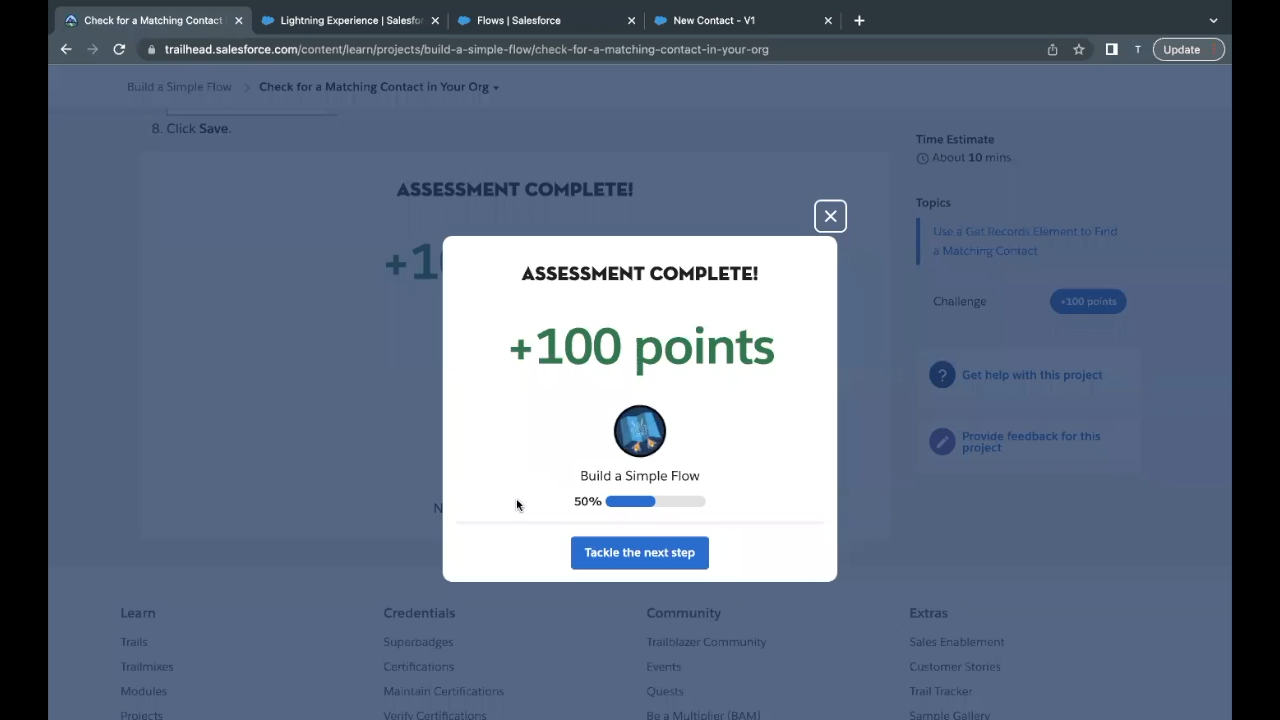 Check for a Matching Contact
Lightning Experience | Salesfor
Flows | Salesforce
New Contact - V1
trailhead.salesforce.com/content/learn/projects/build-a-simple-flow/check-for-a-matching-contact-in-your-org
T
Update
Build a Simple Flow
Check for a Matching Contact in Your Org
8. Click Save.
ASSESSMENT COMPLETE!
+10
Time Estimate
About 10 mins
Topics
Use a Get Records Element to Find
a Matching Contact
Challenge
+100 points
Get help with this project
Provide feedback for this
project
ASSESSMENT COMPLETE!
+100 points
Build a Simple Flow
50%
Tackle the next step
N
Learn
Trails
Trailmixes
Modules
Projects
Credentials
Superbadges
Certifications
Maintain Certifications
Verify Certifications
Community
Trailblazer Community
Events
Quests
Be a Multiplier (BAM)
Extras
Sales Enablement
Customer Stories
Trail Tracker
Sample Gallery